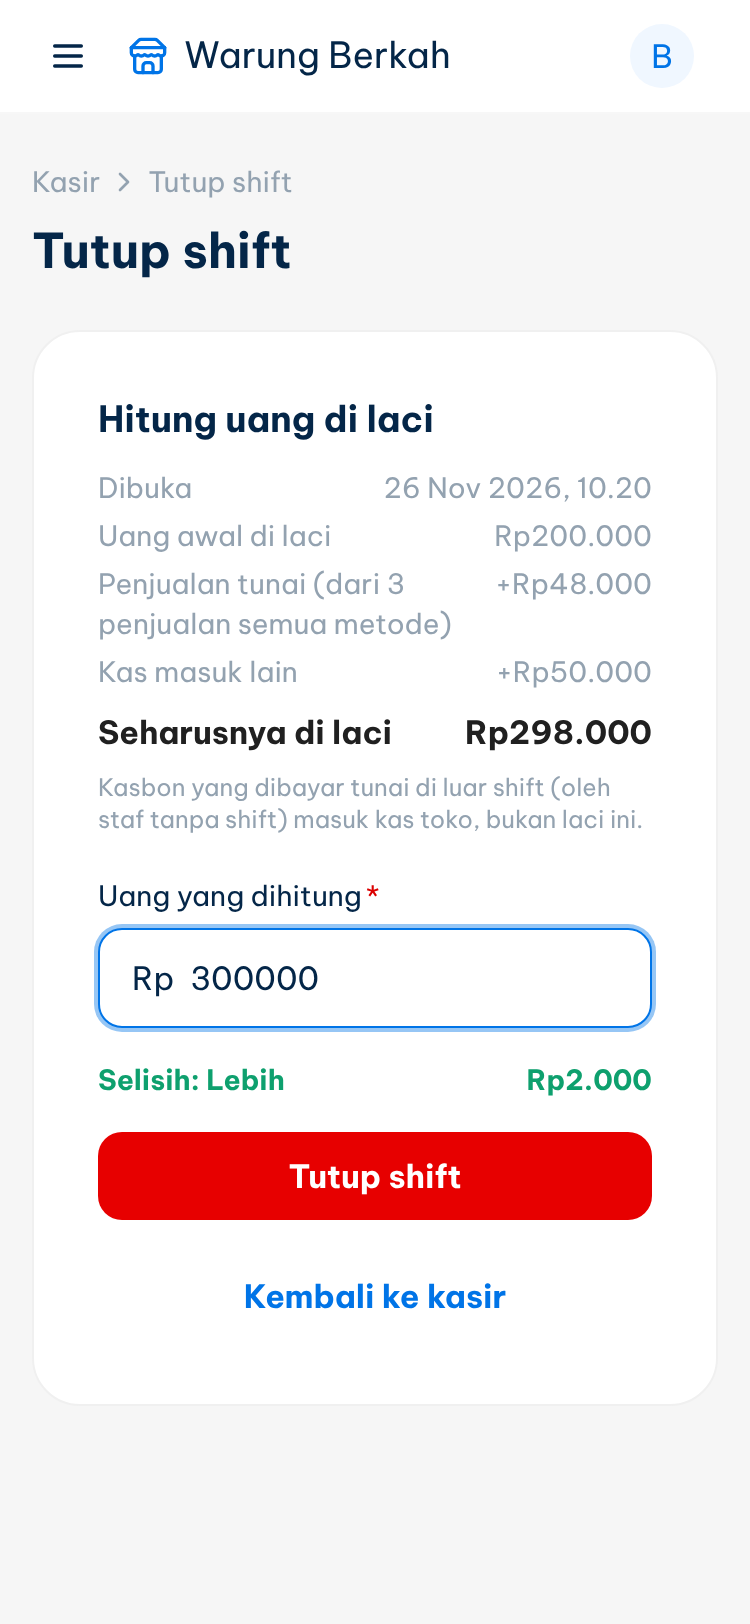 Warung Berkah
B
Kasir > Tutup shift
Tutup shift
Hitung uang di laci
Dibuka 26 Nov 2026, 10.20
Uang awal di laci Rp200.000
Penjualan tunai (dari 3 +Rp48.000
penjualan semua metode)
Kas masuk lain +Rp50.000
Seharusnya di laci Rp298.000
Kasbon yang dibayar tunai di luar shift (oleh
staf tanpa shift) masuk kas toko, bukan laci ini.
Uang yang dihitung*
Rp 300000
Selisih: Lebih Rp2.000
Tutup shift
Kembali ke kasir